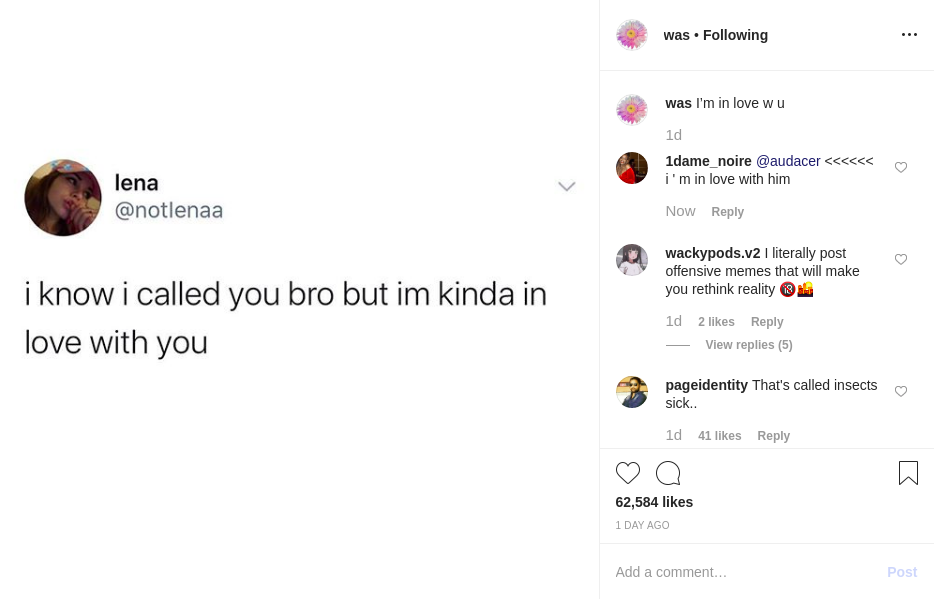 lena
@notlenaa
i know i called you bro but im kinda in
love with you
was • Following
was I’m in love w u
1d
1dame_noire @audacer <<<<<<
i ' m in love with him
Now Reply
wackypods.v2 I literally post
offensive memes that will make
you rethink reality 🔞🌇
1d 2 likes Reply
View replies (5)
pageidentity That's called insects
sick..
1d 41 likes Reply
62,584 likes
1 DAY AGO
Add a comment… Post